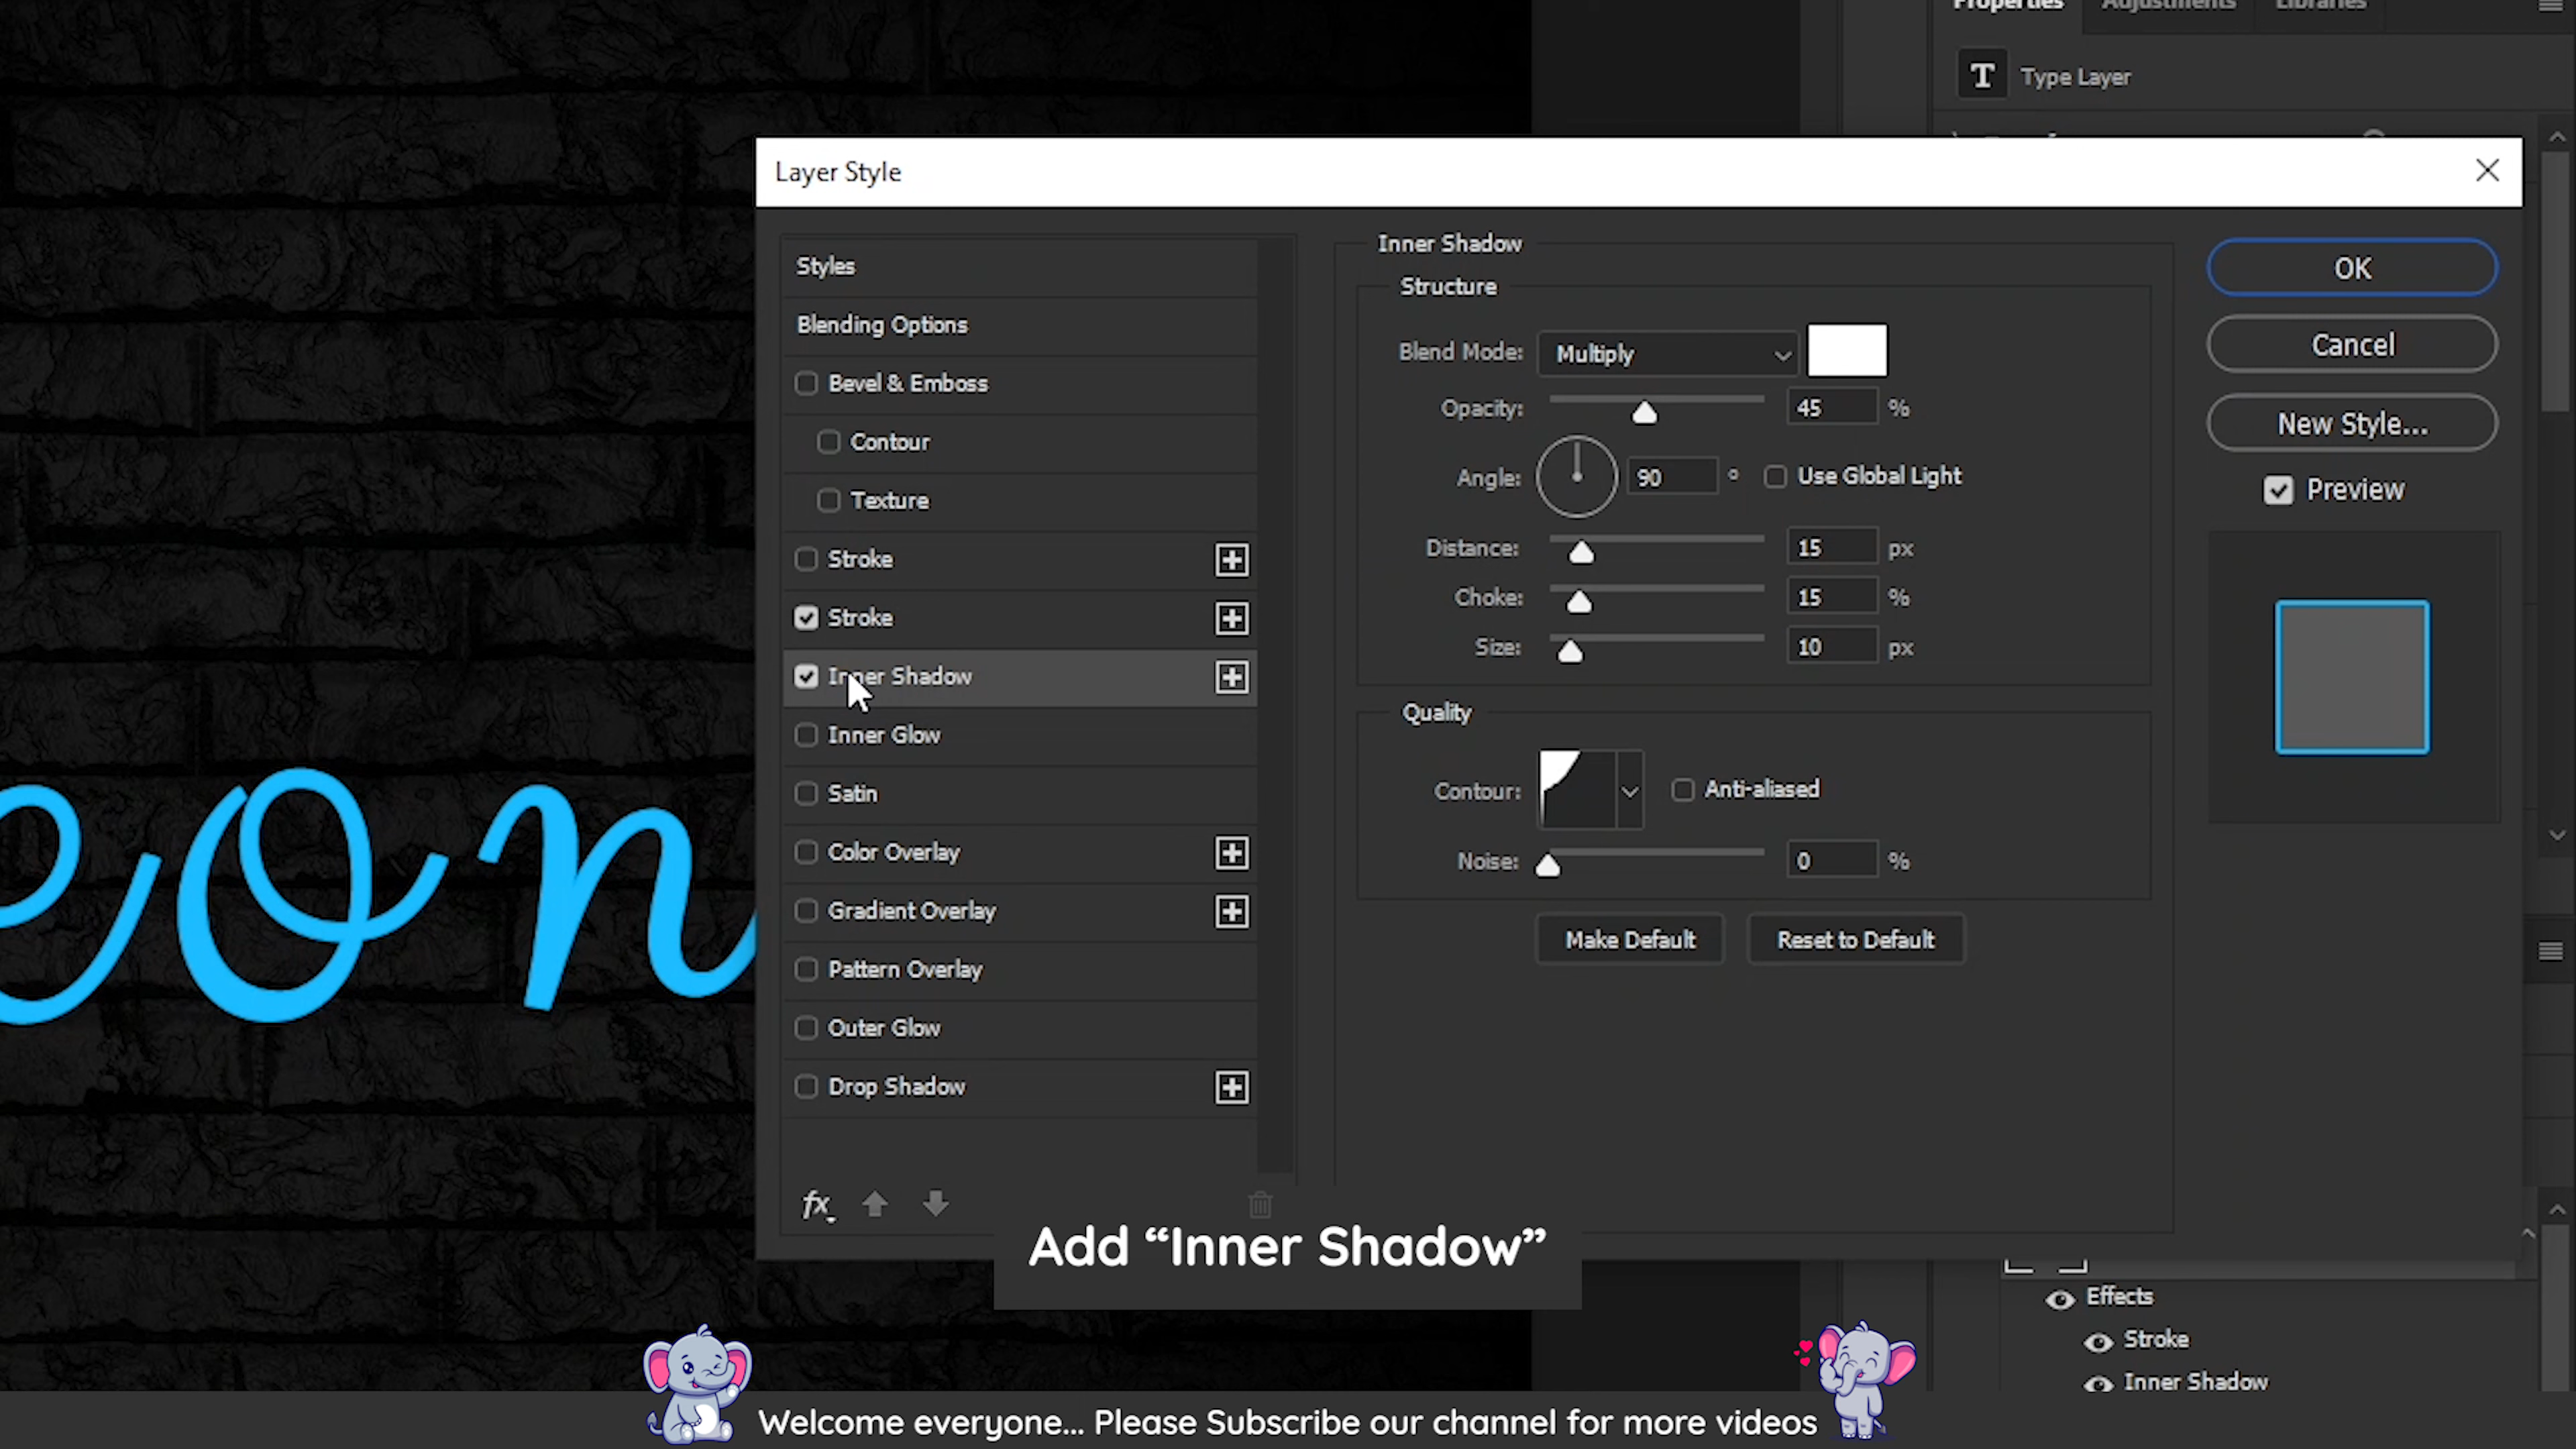 Properties Adjustments Libraries
T Type Layer
Layer Style
Styles
Blending Options
Bevel & Emboss
Contour
Texture
Stroke
Stroke
Inner Shadow
Inner Glow
Satin
Color Overlay
Gradient Overlay
Pattern Overlay
Outer Glow
Drop Shadow
fx
Inner Shadow
Structure
Blend Mode: Multiply
Opacity: 45 %
Angle: 90 ° Use Global Light
Distance: 15 px
Choke: 15 %
Size: 10 px
Quality
Contour: Anti-aliased
Noise: 0 %
Make Default Reset to Default
OK
Cancel
New Style...
Preview
eon
Add “Inner Shadow”
Effects
Stroke
Inner Shadow
Welcome everyone... Please Subscribe our channel for more videos